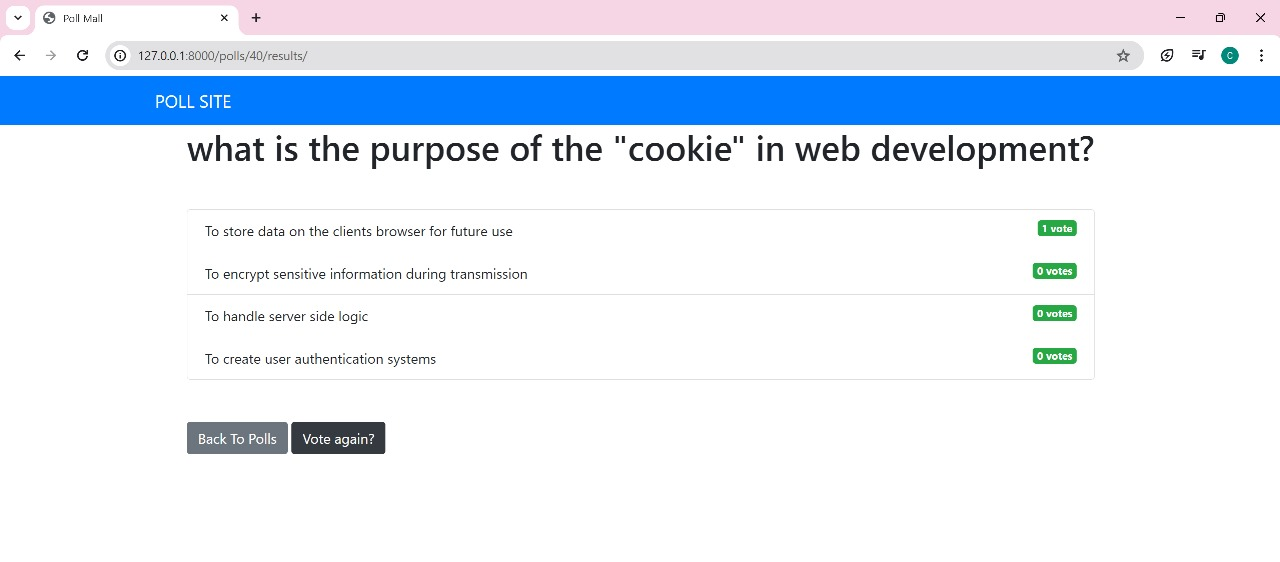 Poll Mall
127.0.0.1:8000/polls/40/results/
C
POLL SITE
what is the purpose of the "cookie" in web development?
To store data on the clients browser for future use 1 vote
To encrypt sensitive information during transmission 0 votes
To handle server side logic 0 votes
To create user authentication systems 0 votes
Back To Polls Vote again?